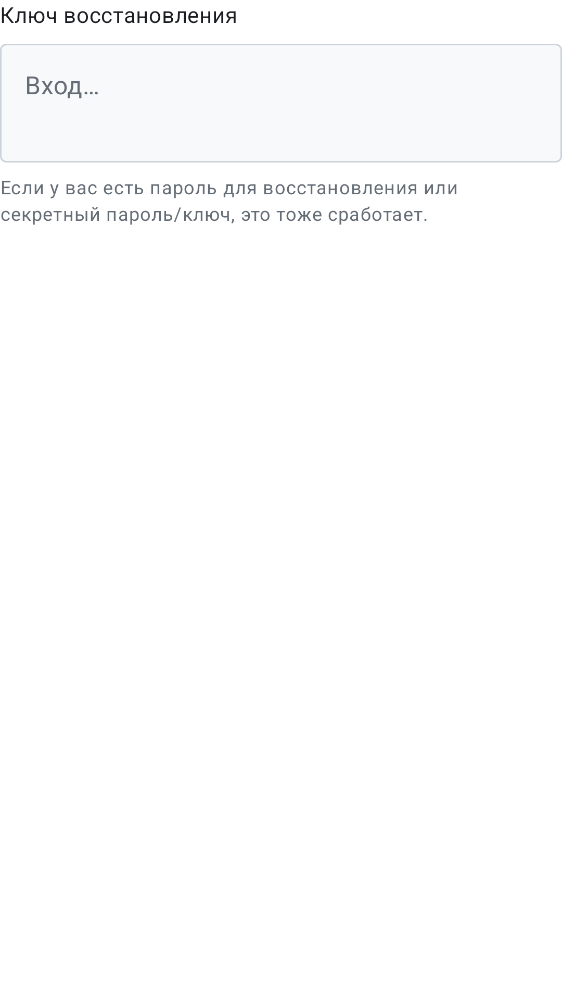 Ключ восстановления
Вход…
Если у вас есть пароль для восстановления или
секретный пароль/ключ, это тоже сработает.